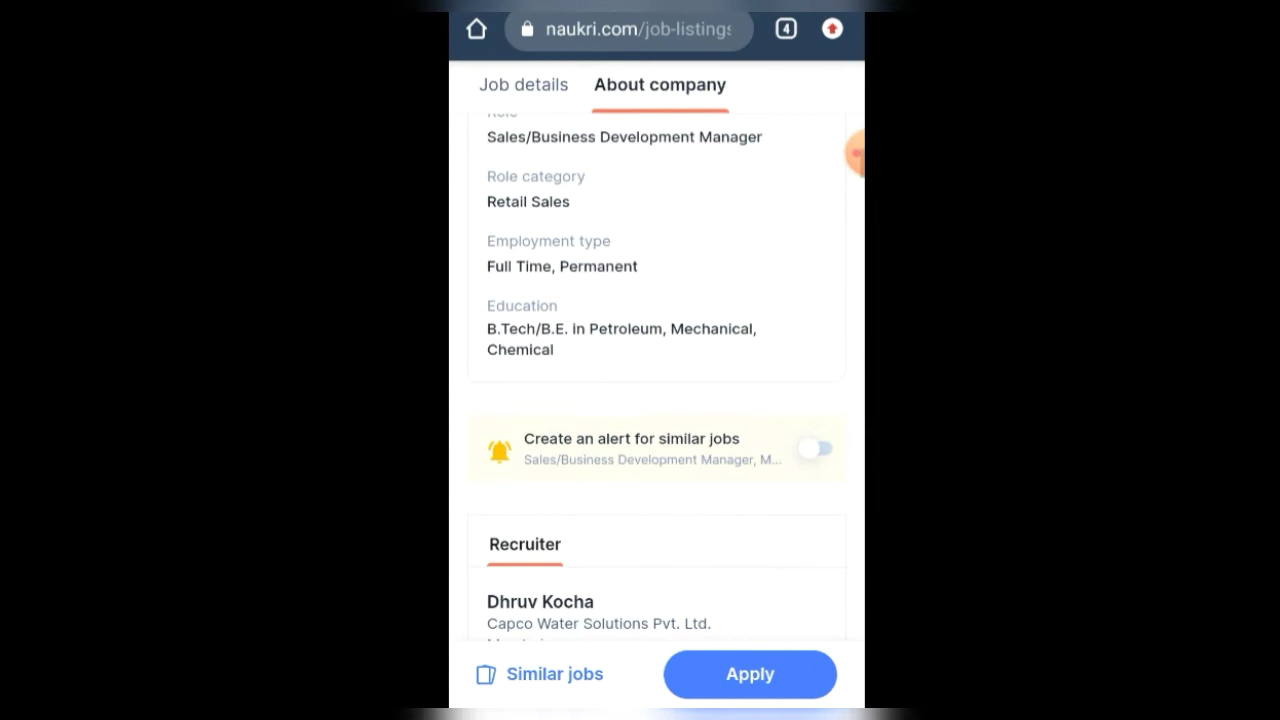 naukri.com/job-listings
4
Job details
About company
Role
Sales/Business Development Manager
Role category
Retail Sales
Employment type
Full Time, Permanent
Education
B.Tech/B.E. in Petroleum, Mechanical,
Chemical
Create an alert for similar jobs
Sales/Business Development Manager, M...
Recruiter
Dhruv Kocha
Capco Water Solutions Pvt. Ltd.
Similar jobs
Apply